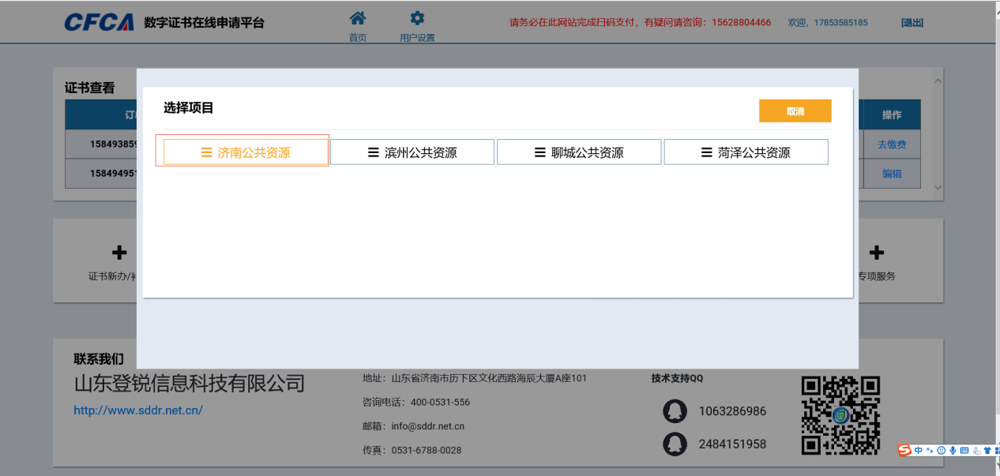 CFCA 数字证书在线申请平台
首页
用户设置
请务必在此网站完成扫码支付，有疑问请咨询：15628804466
欢迎，17853585185
[退出]
证书查看
操作
15849385
去缴费
15849495
编辑
选择项目
取消
济南公共资源
滨州公共资源
聊城公共资源
菏泽公共资源
证书新办/
专项服务
联系我们
山东登锐信息科技有限公司
http://www.sddr.net.cn/
地址：山东省济南市历下区文化西路海辰大厦A座101
咨询电话：400-0531-556
邮箱：info@sddr.net.cn
传真：0531-6788-0028
技术支持QQ
1063286986
2484151958
中